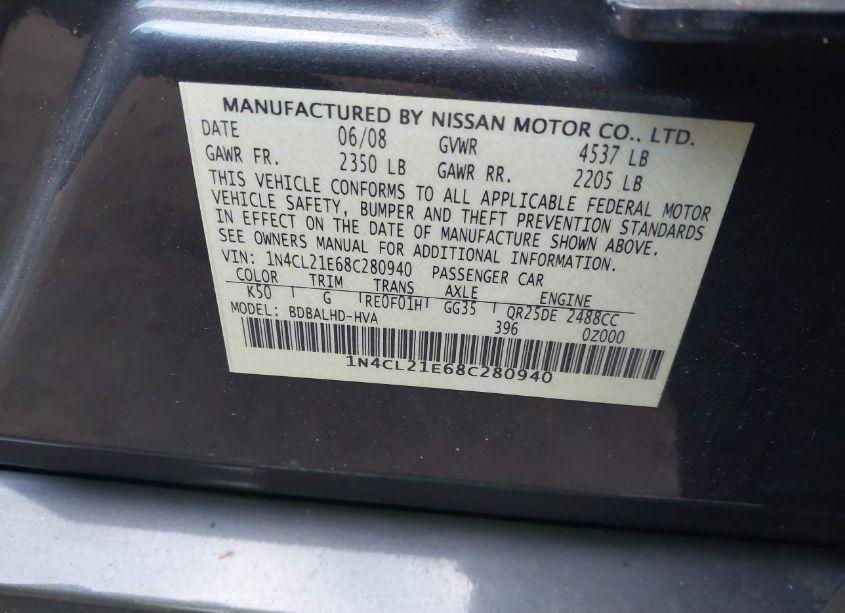 MANUFACTURED BY NISSAN MOTOR CO., LTD.
DATE 06/08 GVWR 4537 LB
GAWR FR. 2350 LB GAWR RR. 2205 LB
THIS VEHICLE CONFORMS TO ALL APPLICABLE FEDERAL MOTOR
VEHICLE SAFETY, BUMPER AND THEFT PREVENTION STANDARDS
IN EFFECT ON THE DATE OF MANUFACTURE SHOWN ABOVE.
SEE OWNERS MANUAL FOR ADDITIONAL INFORMATION.
VIN: 1N4CL21E68C280940 PASSENGER CAR
COLOR TRIM TRANS AXLE ENGINE
K50 G RE0F01H GG35 QR25DE 2488CC
MODEL: BDBALHD-HVA 396 0Z000
1N4CL21E68C280940